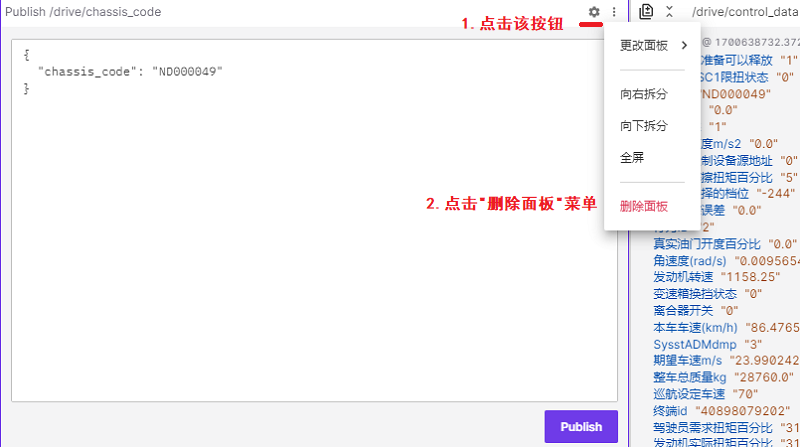 Publish /drive/chassis_code
1. 点击该按钮
/drive/control_data
{
"chassis_code": "ND000049"
}
更改面板
向右拆分
向下拆分
全屏
2. 点击"删除面板"菜单
删除面板
@ 1700638732.372
准备可以释放 "1"
SC1限扭状态 "0"
"ND000049"
"0.0"
"1"
度m/s2 "0.0"
制设备源地址 "0"
擦扭矩百分比 "5"
择的档位 "-244"
误差 "0.0"
"2"
真实油门开度百分比 "0.0"
角速度(rad/s) "0.0095654
发动机转速 "1158.25"
变速箱换挡状态 "0"
离合器开关 "0"
本车车速(km/h) "86.4765
SysstADMdmp "3"
期望车速m/s "23.990242
整车总质量kg "28760.0"
巡航设定车速 "70"
终端id "40898079202"
驾驶员需求扭矩百分比 "31
发动机实际扭矩百分比 "31
Publish